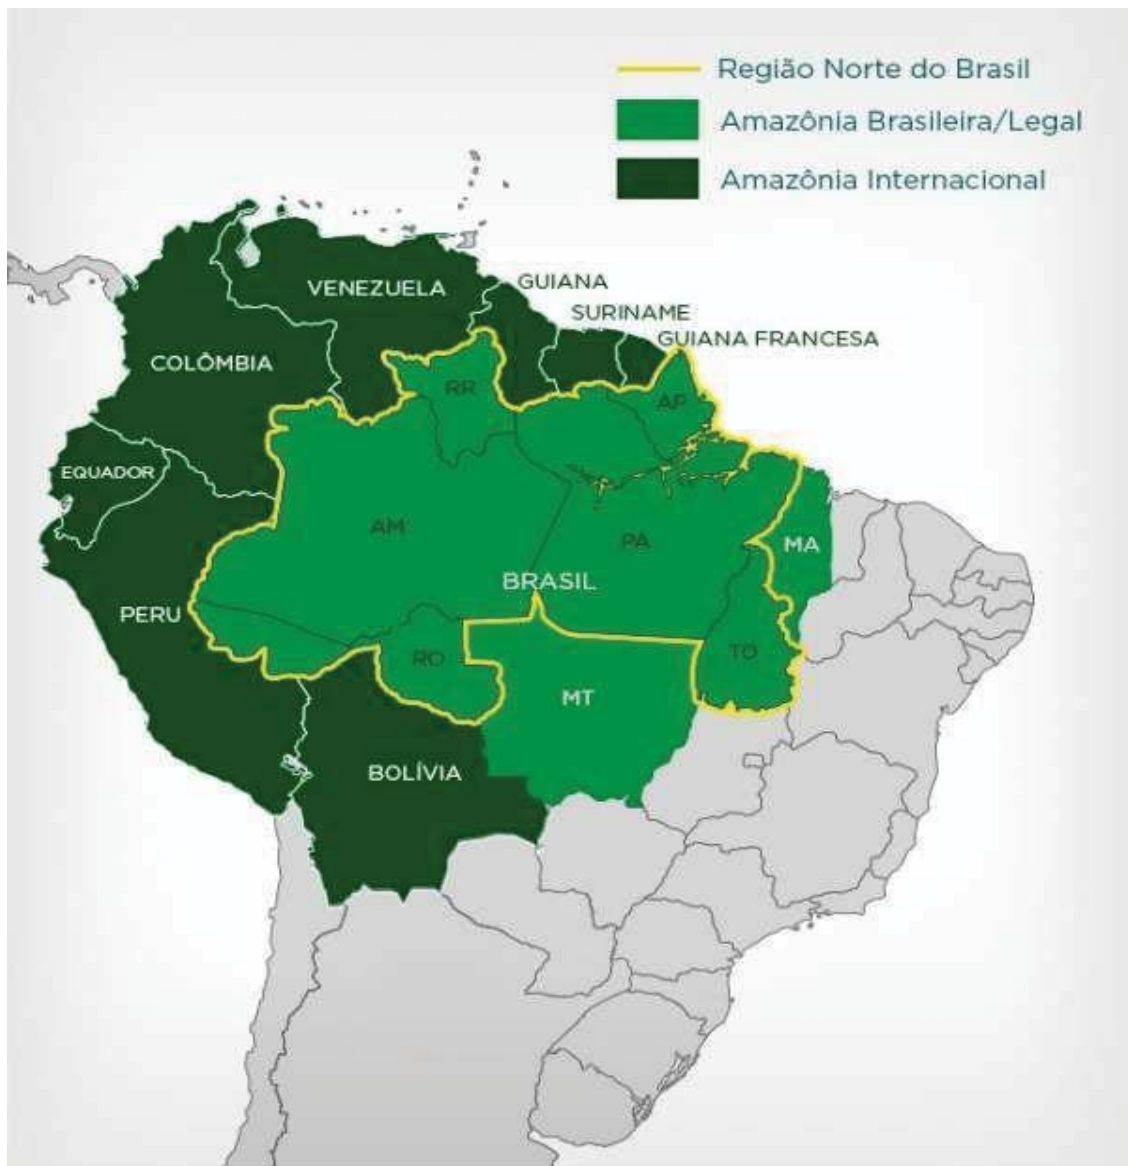 Região Norte do Brasil
Amazônia Brasileira/Legal
Amazônia Internacional
VENEZUELA
GUIANA
SURINAME
GUIANA FRANCESA
COLÔMBIA
RR
AP
EQUADOR
AM
PA
MA
BRASIL
PERU
RO
TO
MT
BOLÍVIA